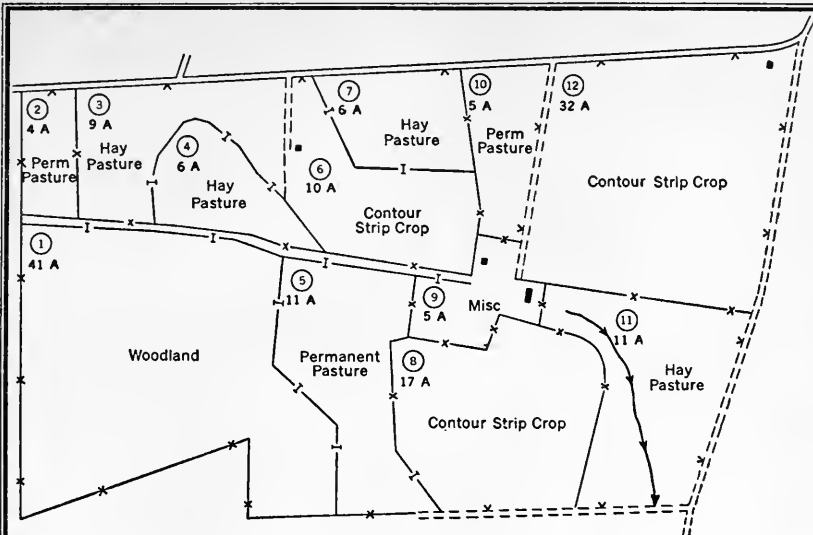 2
4 A
Perm
Pasture
3
9 A
Hay
Pasture
4
6 A
Hay
Pasture
7
6 A
Hay
Pasture
6
10 A
Contour
Strip Crop
10
5 A
Perm
Pasture
12
32 A
Contour Strip Crop
1
41 A
Woodland
5
11 A
Permanent
Pasture
9
5 A
Misc
8
17 A
Contour Strip Crop
11
11 A
Hay
Pasture